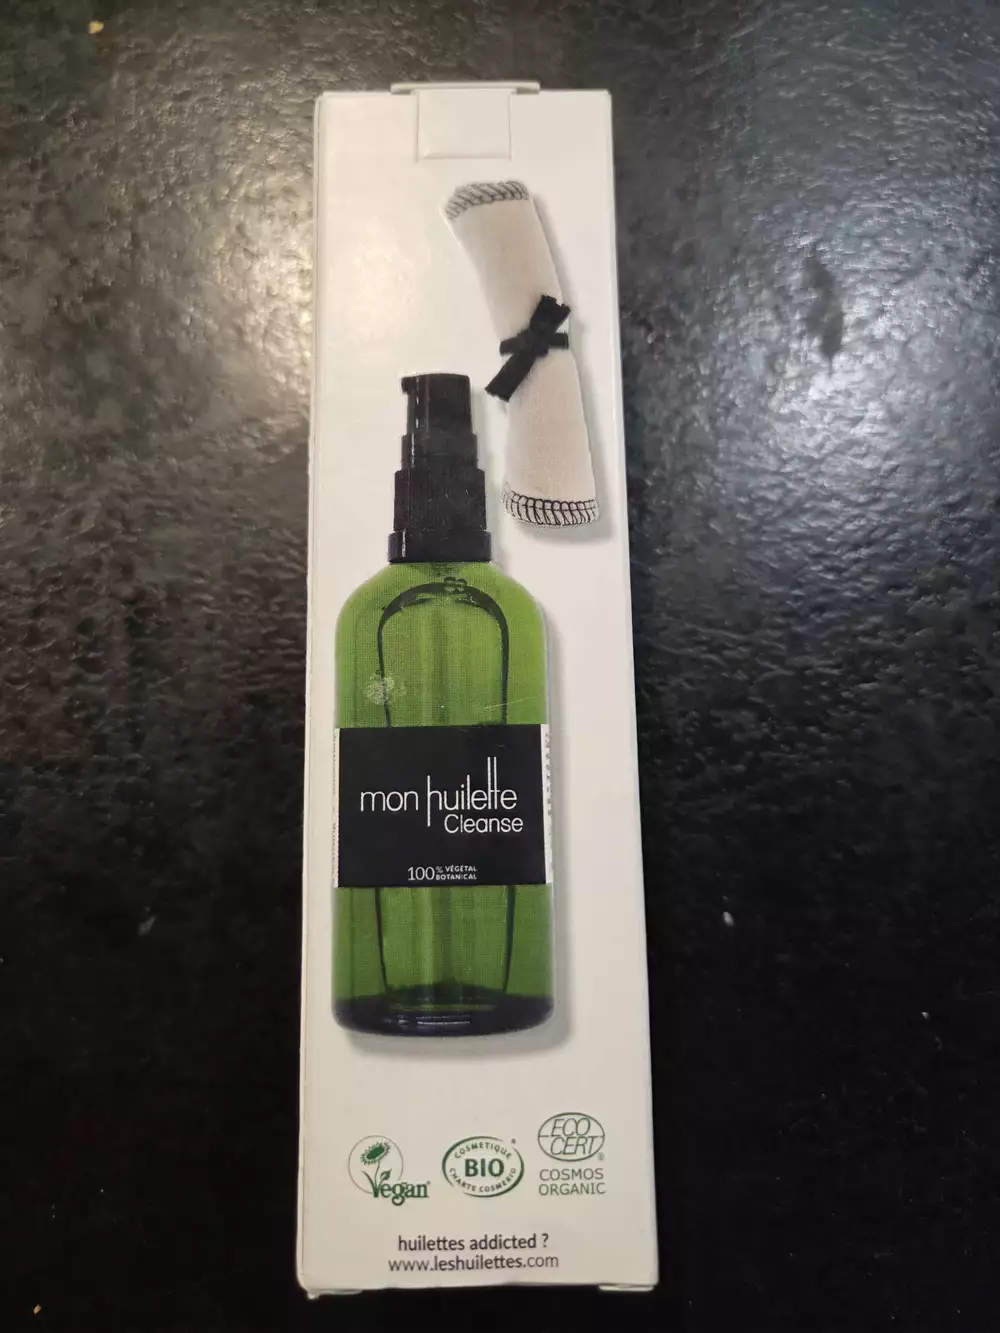 mon huilette
Cleanse
100% VÉGÉTAL
BOTANICAL
Vegan
COSMETIQUE
BIO
CHARTE COSMEBIO
ECO
CERT
COSMOS
ORGANIC
huilettes addicted ?
www.leshuilettes.com